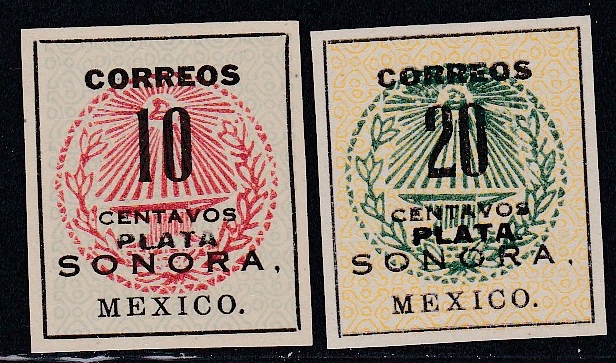 CORREOS
10
CENTAVOS
PLATA
SONORA,
MEXICO.
CORREOS
20
CENTAVOS
PLATA
SONORA,
MEXICO.